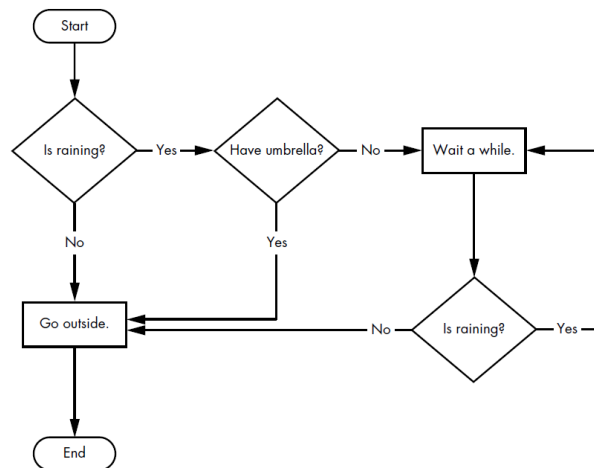 Start
Is raining?
Yes
Have umbrella?
No
Wait a while.
No
Yes
Go outside.
No
Is raining?
Yes
End